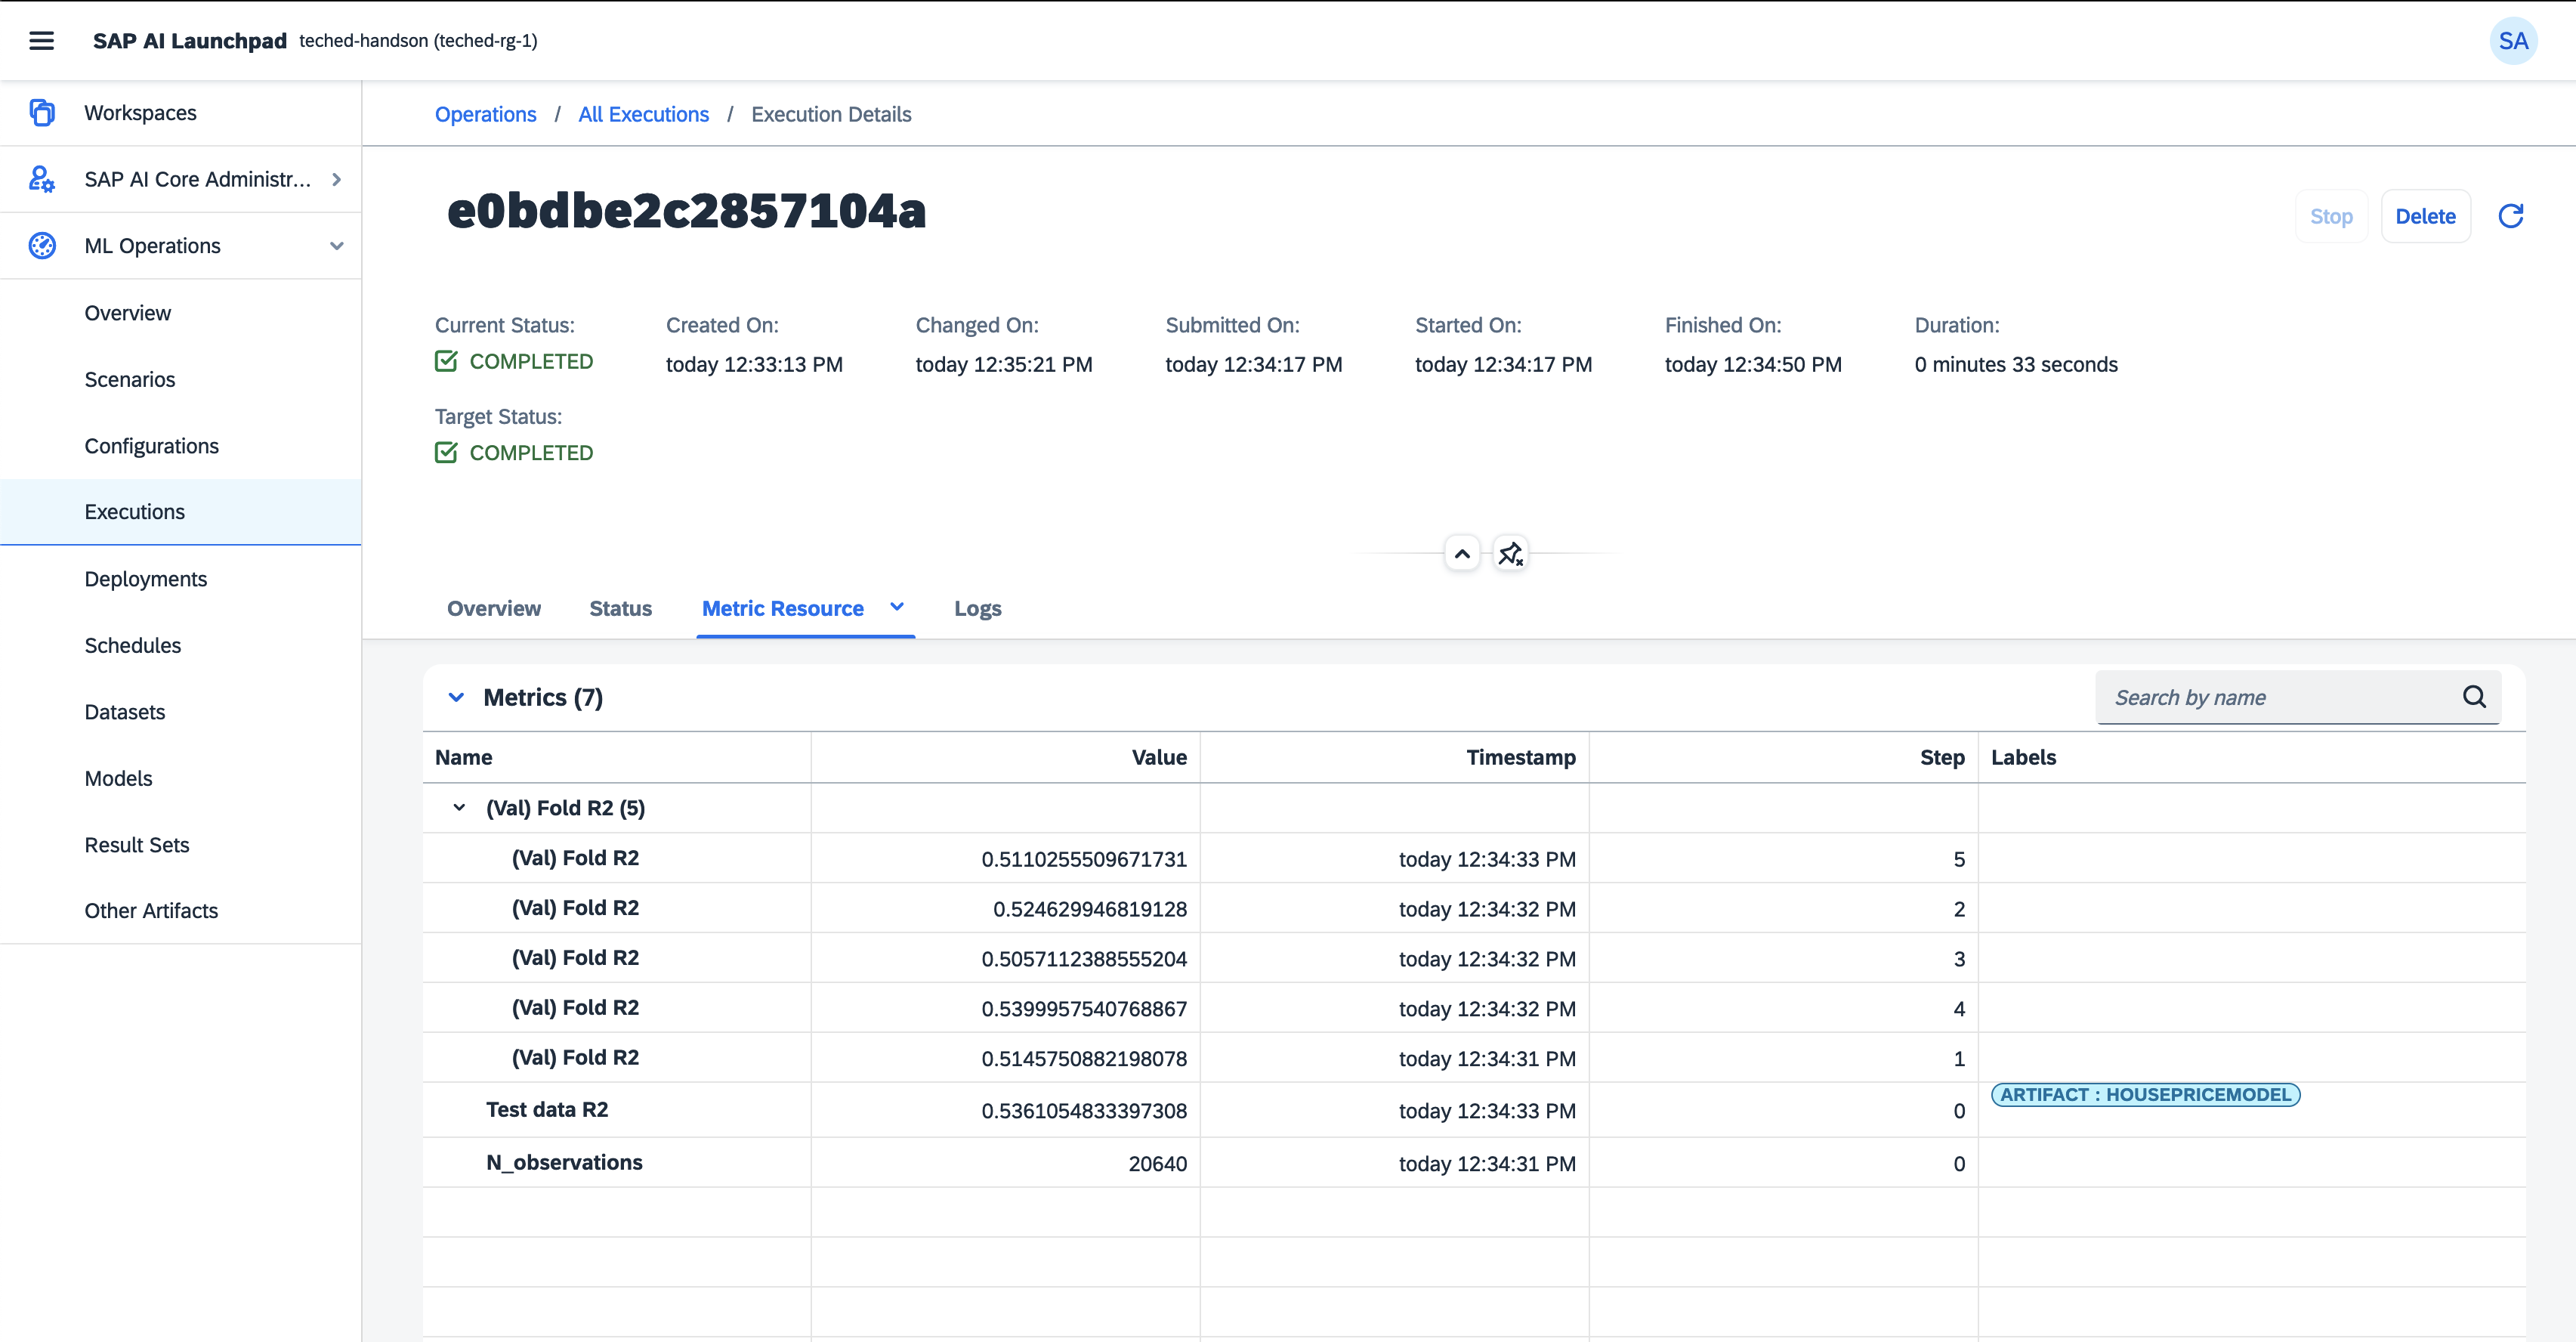 SAP AI Launchpad teched-handson (teched-rg-1)
SA
Workspaces
SAP AI Core Administr...
ML Operations
Overview
Scenarios
Configurations
Executions
Deployments
Schedules
Datasets
Models
Result Sets
Other Artifacts
Operations / All Executions / Execution Details
e0bdbe2c2857104a
Stop Delete
Current Status: Created On: Changed On: Submitted On: Started On: Finished On: Duration:
COMPLETED today 12:33:13 PM today 12:35:21 PM today 12:34:17 PM today 12:34:17 PM today 12:34:50 PM 0 minutes 33 seconds
Target Status:
COMPLETED
Overview Status Metric Resource Logs
Metrics (7) Search by name
Name Value Timestamp Step Labels
(Val) Fold R2 (5)
(Val) Fold R2 0.5110255509671731 today 12:34:33 PM 5
(Val) Fold R2 0.524629946819128 today 12:34:32 PM 2
(Val) Fold R2 0.5057112388555204 today 12:34:32 PM 3
(Val) Fold R2 0.5399957540768867 today 12:34:32 PM 4
(Val) Fold R2 0.5145750882198078 today 12:34:31 PM 1
Test data R2 0.5361054833397308 today 12:34:33 PM 0 ARTIFACT : HOUSEPRICEMODEL
N_observations 20640 today 12:34:31 PM 0